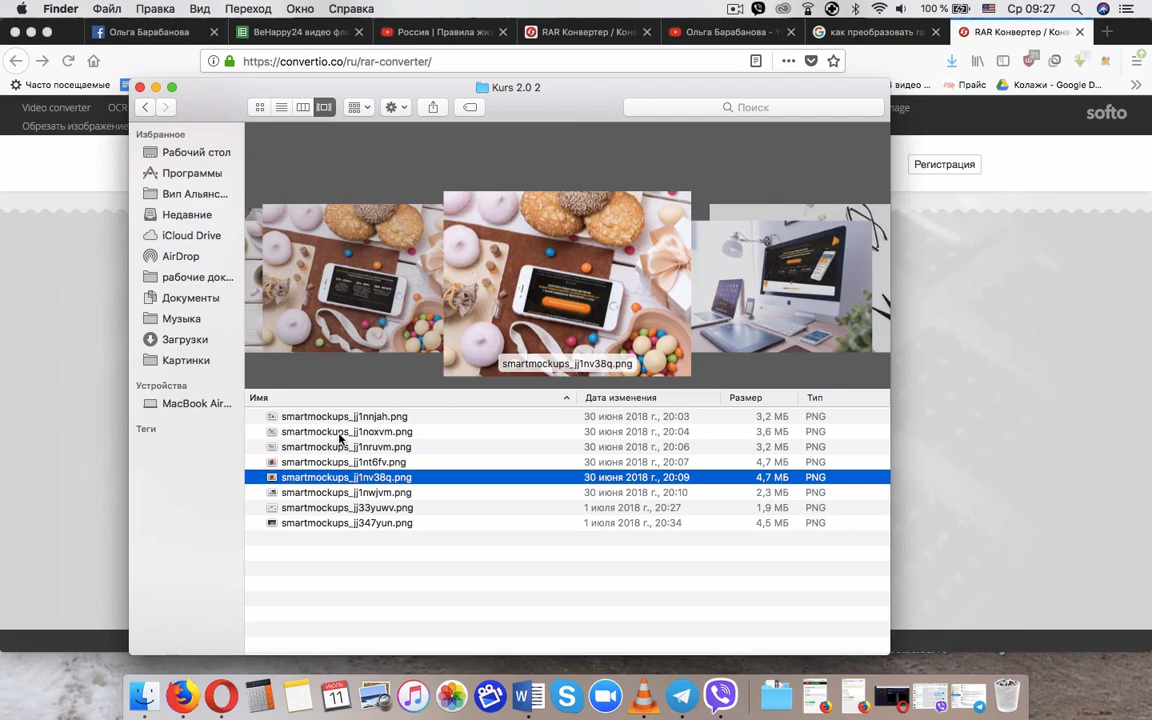 Finder Файл Правка Вид Переход Окно Справка 100 % Ср 09:27
Ольга Барабанова BeHappy24 видео фле Россия | Правила жиз RAR Конвертер / Кон Ольга Барабанова - Y как преобразовать га RAR Конвертер / Кон
https://convertio.co/ru/rar-converter/
Часто посещаемые Прайс Колажи - Google D...
Kurs 2.0 2
Video converter OCR
Обрезать изображение
softo
Регистрация
Поиск
Избранное
Рабочий стол
Программы
Вип Альянс...
Недавние
iCloud Drive
AirDrop
рабочие док...
Документы
Музыка
Загрузки
Картинки
Устройства
MacBook Air...
Теги
smartmockups_jj1nv38q.png
Имя Дата изменения Размер Тип
smartmockups_jj1nnjah.png 30 июня 2018 г., 20:03 3,2 МБ PNG
smartmockups_jj1noxvm.png 30 июня 2018 г., 20:04 3,6 МБ PNG
smartmockups_jj1nruvm.png 30 июня 2018 г., 20:06 3,2 МБ PNG
smartmockups_jj1nt6fv.png 30 июня 2018 г., 20:07 4,7 МБ PNG
smartmockups_jj1nv38q.png 30 июня 2018 г., 20:09 4,7 МБ PNG
smartmockups_jj1nwjvm.png 30 июня 2018 г., 20:10 2,3 МБ PNG
smartmockups_jj33yuwv.png 1 июля 2018 г., 20:27 1,9 МБ PNG
smartmockups_jj347yun.png 1 июля 2018 г., 20:34 4,5 МБ PNG